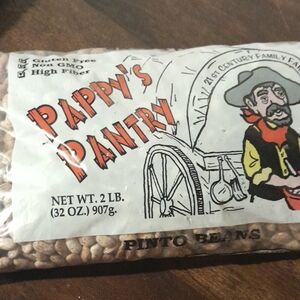 Gluten Free
Non GMO
High Fiber
PAPPY'S
PANTRY
21ST CENTURY FAMILY
NET WT. 2 LB.
(32 OZ.) 907g.
PINTO BEANS